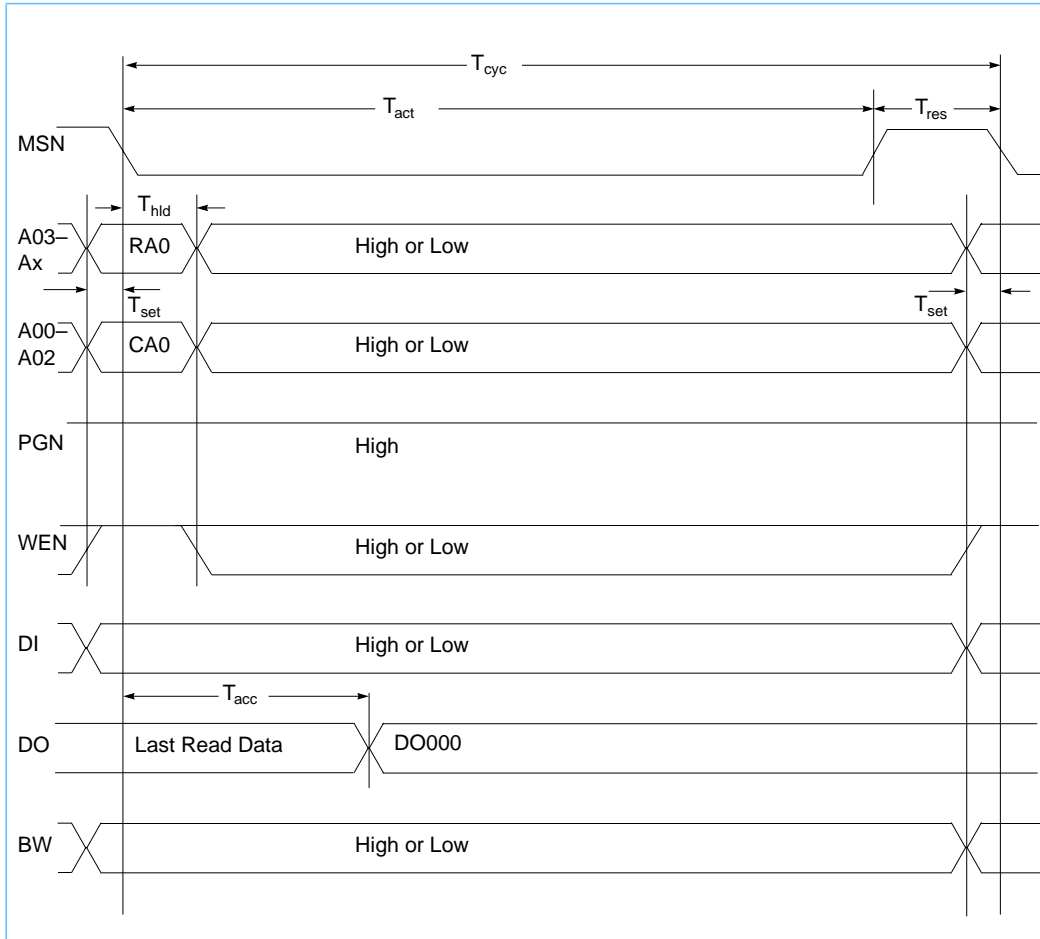 Tcyc
Tact
Tres
MSN
Thld
A03–
Ax
RA0
High or Low
Tset
Tset
A00–
A02
CA0
High or Low
PGN
High
WEN
High or Low
DI
High or Low
Tacc
DO
Last Read Data
DO000
BW
High or Low